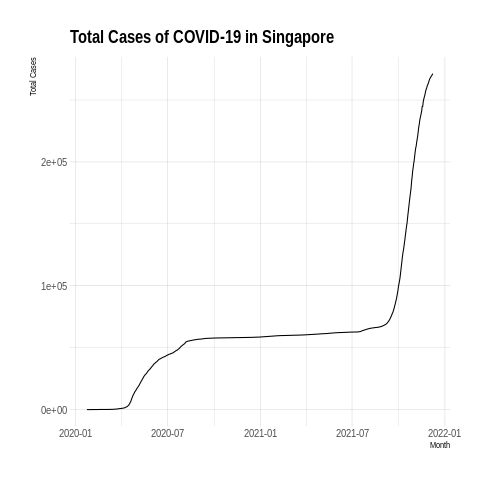 Total Cases of COVID-19 in Singapore
Total Cases
2e+05
1e+05
0e+00
2020-01 2020-07 2021-01 2021-07 2022-01
Month